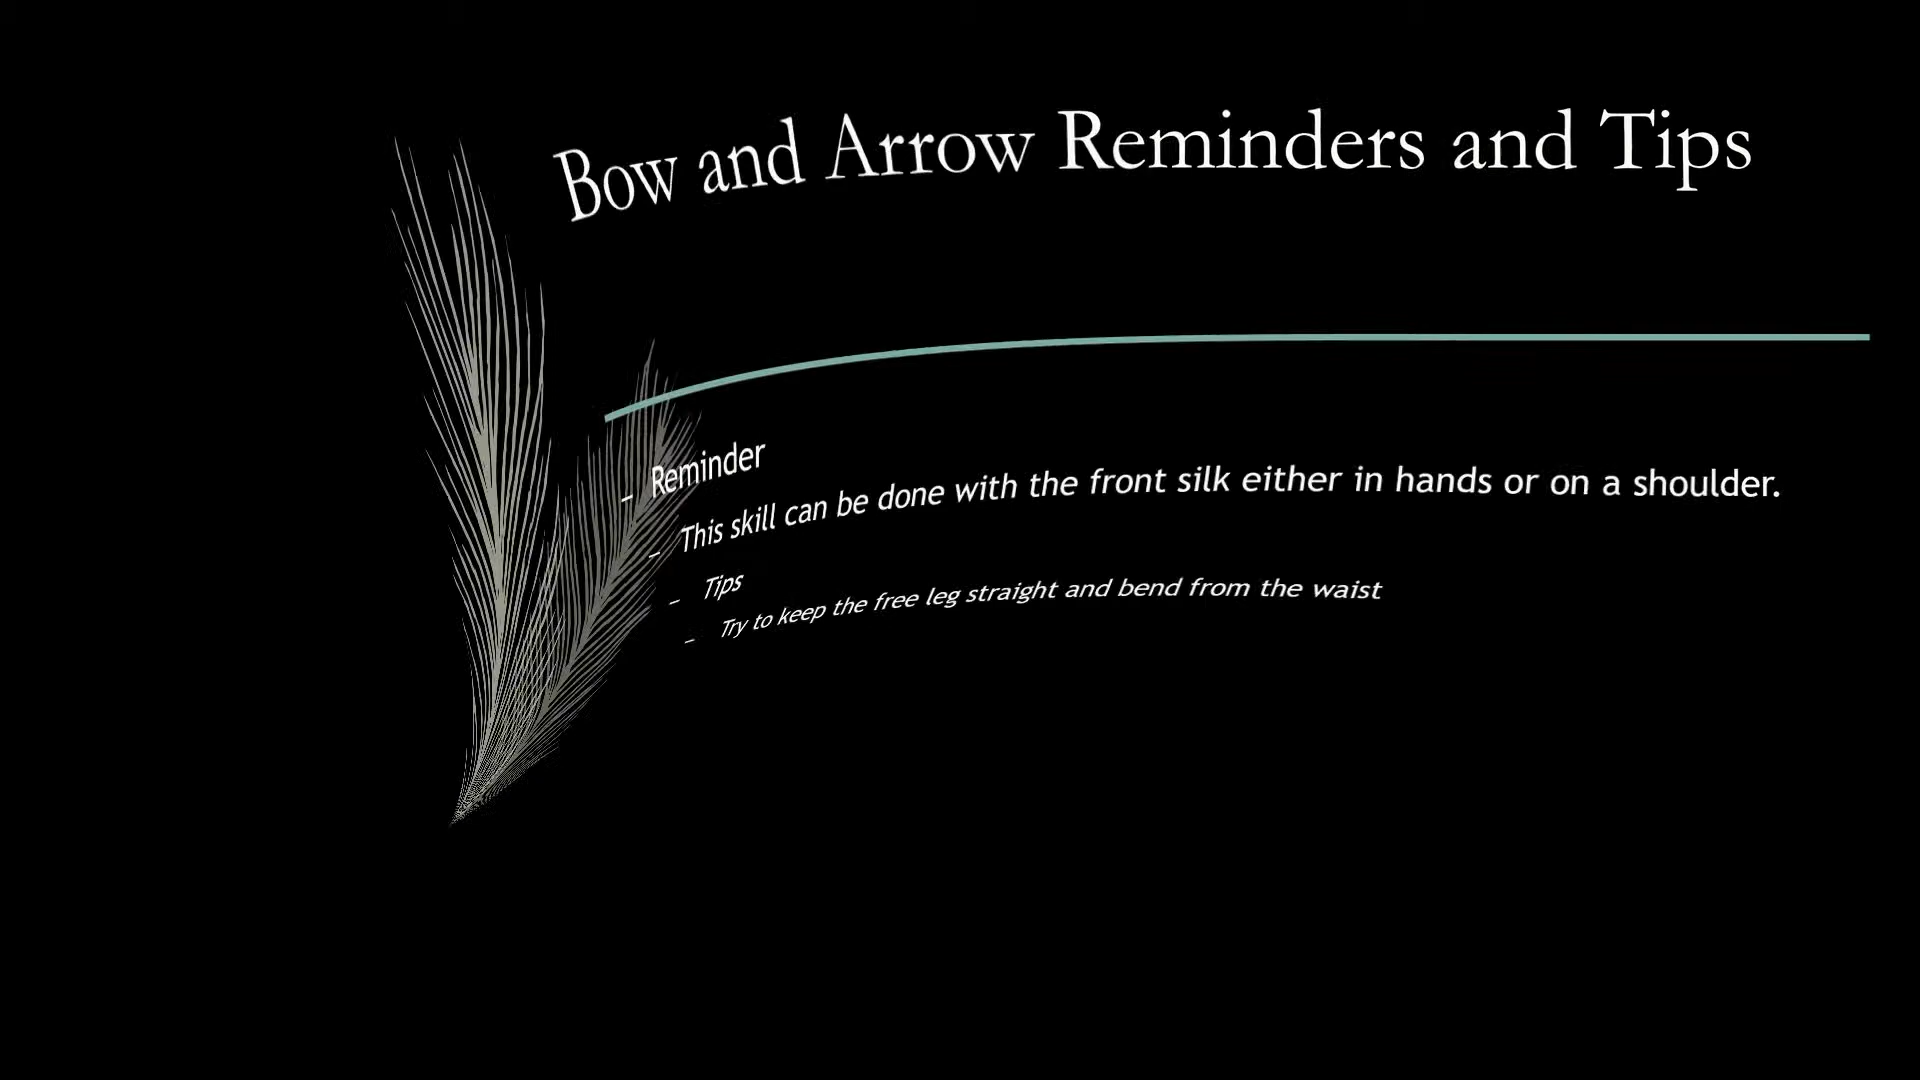 Bow and Arrow Reminders and Tips
– Reminder
– This skill can be done with the front silk either in hands or on a shoulder.
– Tips
– Try to keep the free leg straight and bend from the waist